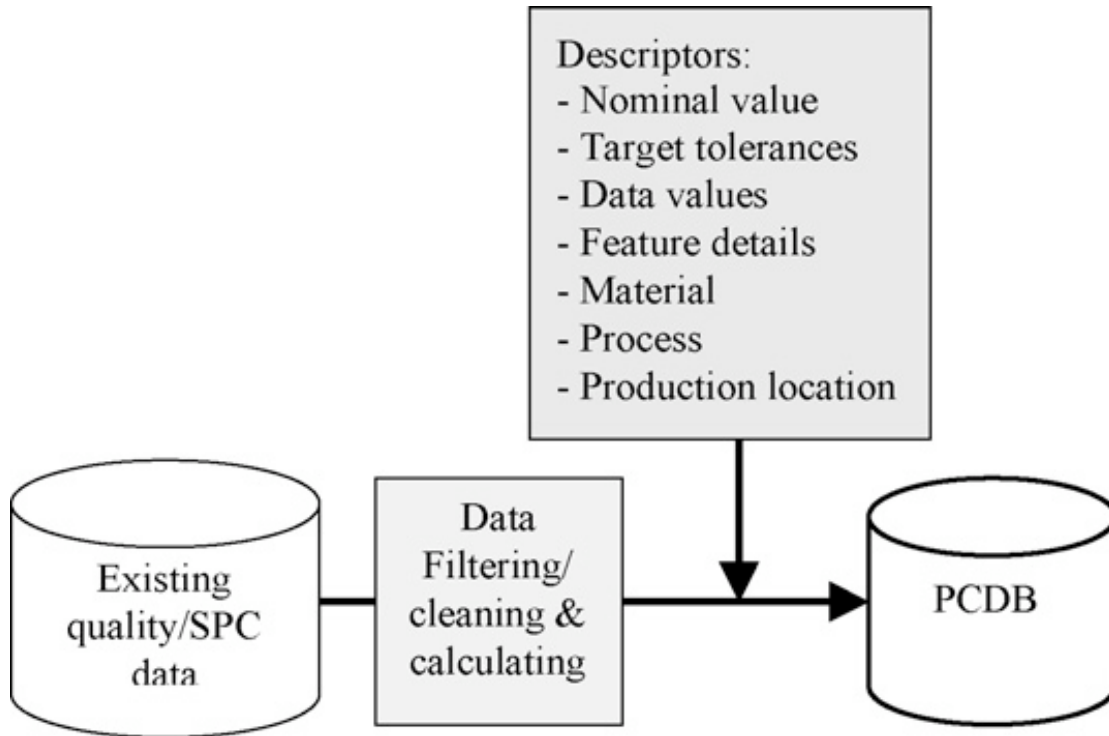 Descriptors:
- Nominal value
- Target tolerances
- Data values
- Feature details
- Material
- Process
- Production location
Existing
quality/SPC
data
Data
Filtering/
cleaning &
calculating
PCDB